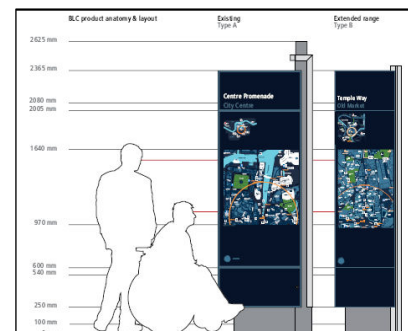 BLC product anatomy & layout
Existing
Type A
Extended range
Type B
2625 mm
2365 mm
2080 mm
2005 mm
1640 mm
970 mm
600 mm
540 mm
250 mm
100 mm
Centre Promenade
City Centre
Temple Way
Old Market